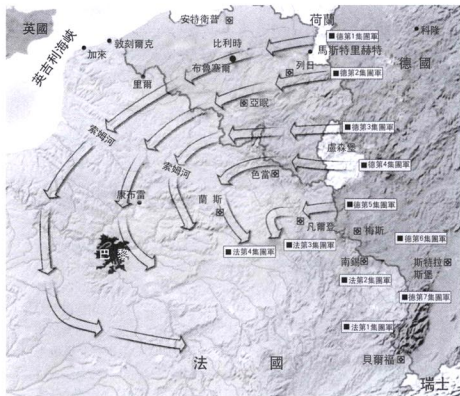 安特衛普
荷蘭
英國
德第1集團軍
科隆
敦刻爾克
比利時
加來
馬斯特里赫特
英吉利海峽
布魯塞爾
列日
德國
德第2集團軍
里爾
亞眠
德第3集團軍
索姆河
盧森堡
索姆河
色當
德第4集團軍
康布雷
蘭斯
德第5集團軍
凡爾登
梅斯
德第6集團軍
巴黎
法第4集團軍
法第3集團軍
南錫
斯特拉
斯堡
法第2集團軍
德第7集團軍
法第1集團軍
法國
貝爾福
瑞士